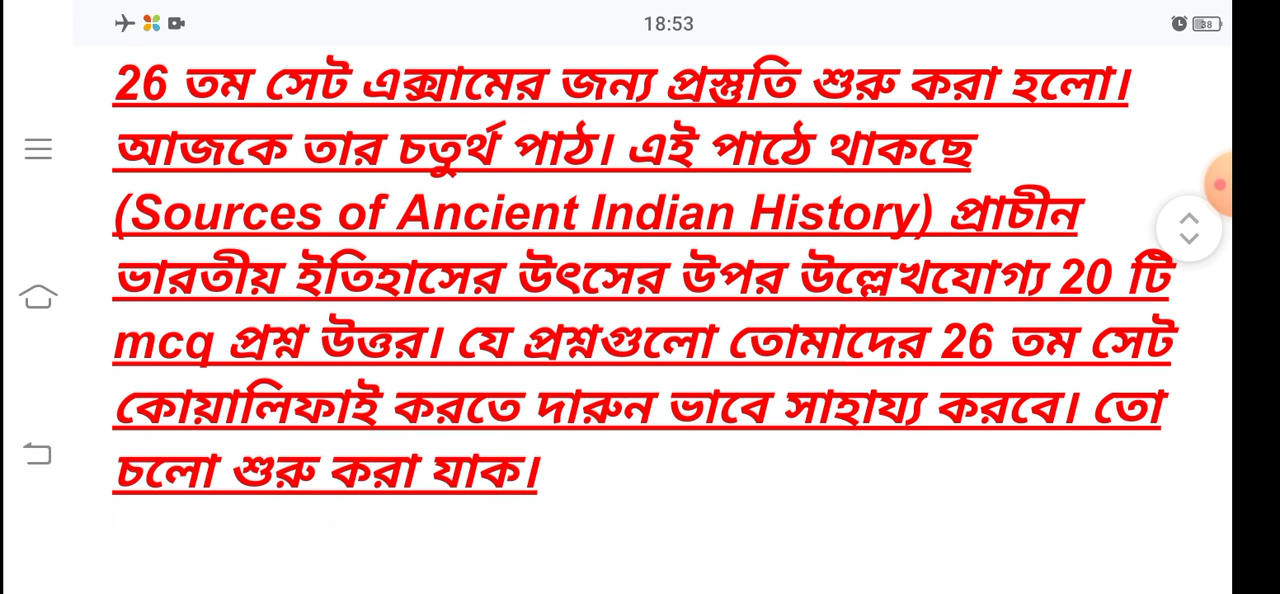 18:53
38
26 তম সেট এক্সামের জন্য প্রস্তুতি শুরু করা হলো।
আজকে তার চতুর্থ পাঠ। এই পাঠে থাকছে
(Sources of Ancient Indian History) প্রাচীন
ভারতীয় ইতিহাসের উৎসের উপর উল্লেখযোগ্য 20 টি
mcq প্রশ্ন উত্তর। যে প্রশ্নগুলো তোমাদের 26 তম সেট
কোয়ালিফাই করতে দারুন ভাবে সাহায্য করবে। তো
চলো শুরু করা যাক।